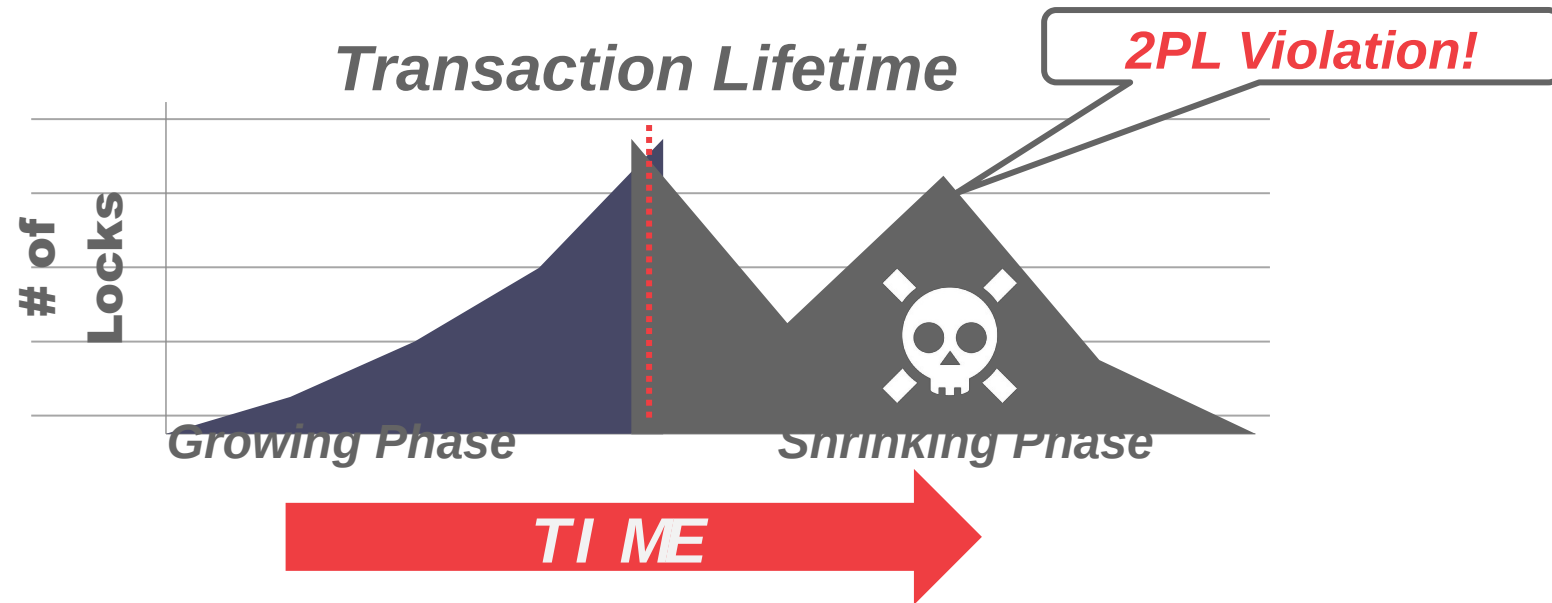 2PL Violation!
Transaction Lifetime
# of
Locks
Growing Phase
Shrinking Phase
TIME